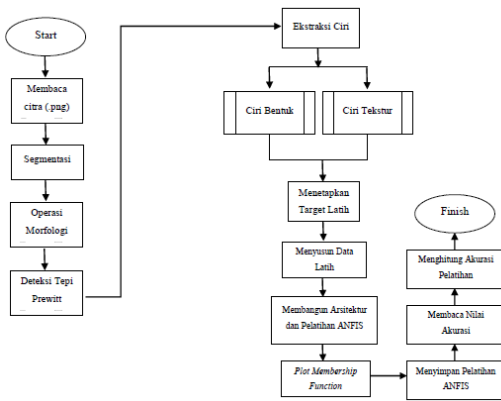 Start
Membaca
citra (.png)
Segmentasi
Operasi
Morfologi
Deteksi Tepi
Prewitt
Ekstraksi Ciri
Ciri Bentuk
Ciri Tekstur
Menetapkan
Target Latih
Menyusun Data
Latih
Membangun Arsitektur
dan Pelatihan ANFIS
Plot Membership
Function
Menyimpan Pelatihan
ANFIS
Membaca Nilai
Akurasi
Menghitung Akurasi
Pelatihan
Finish